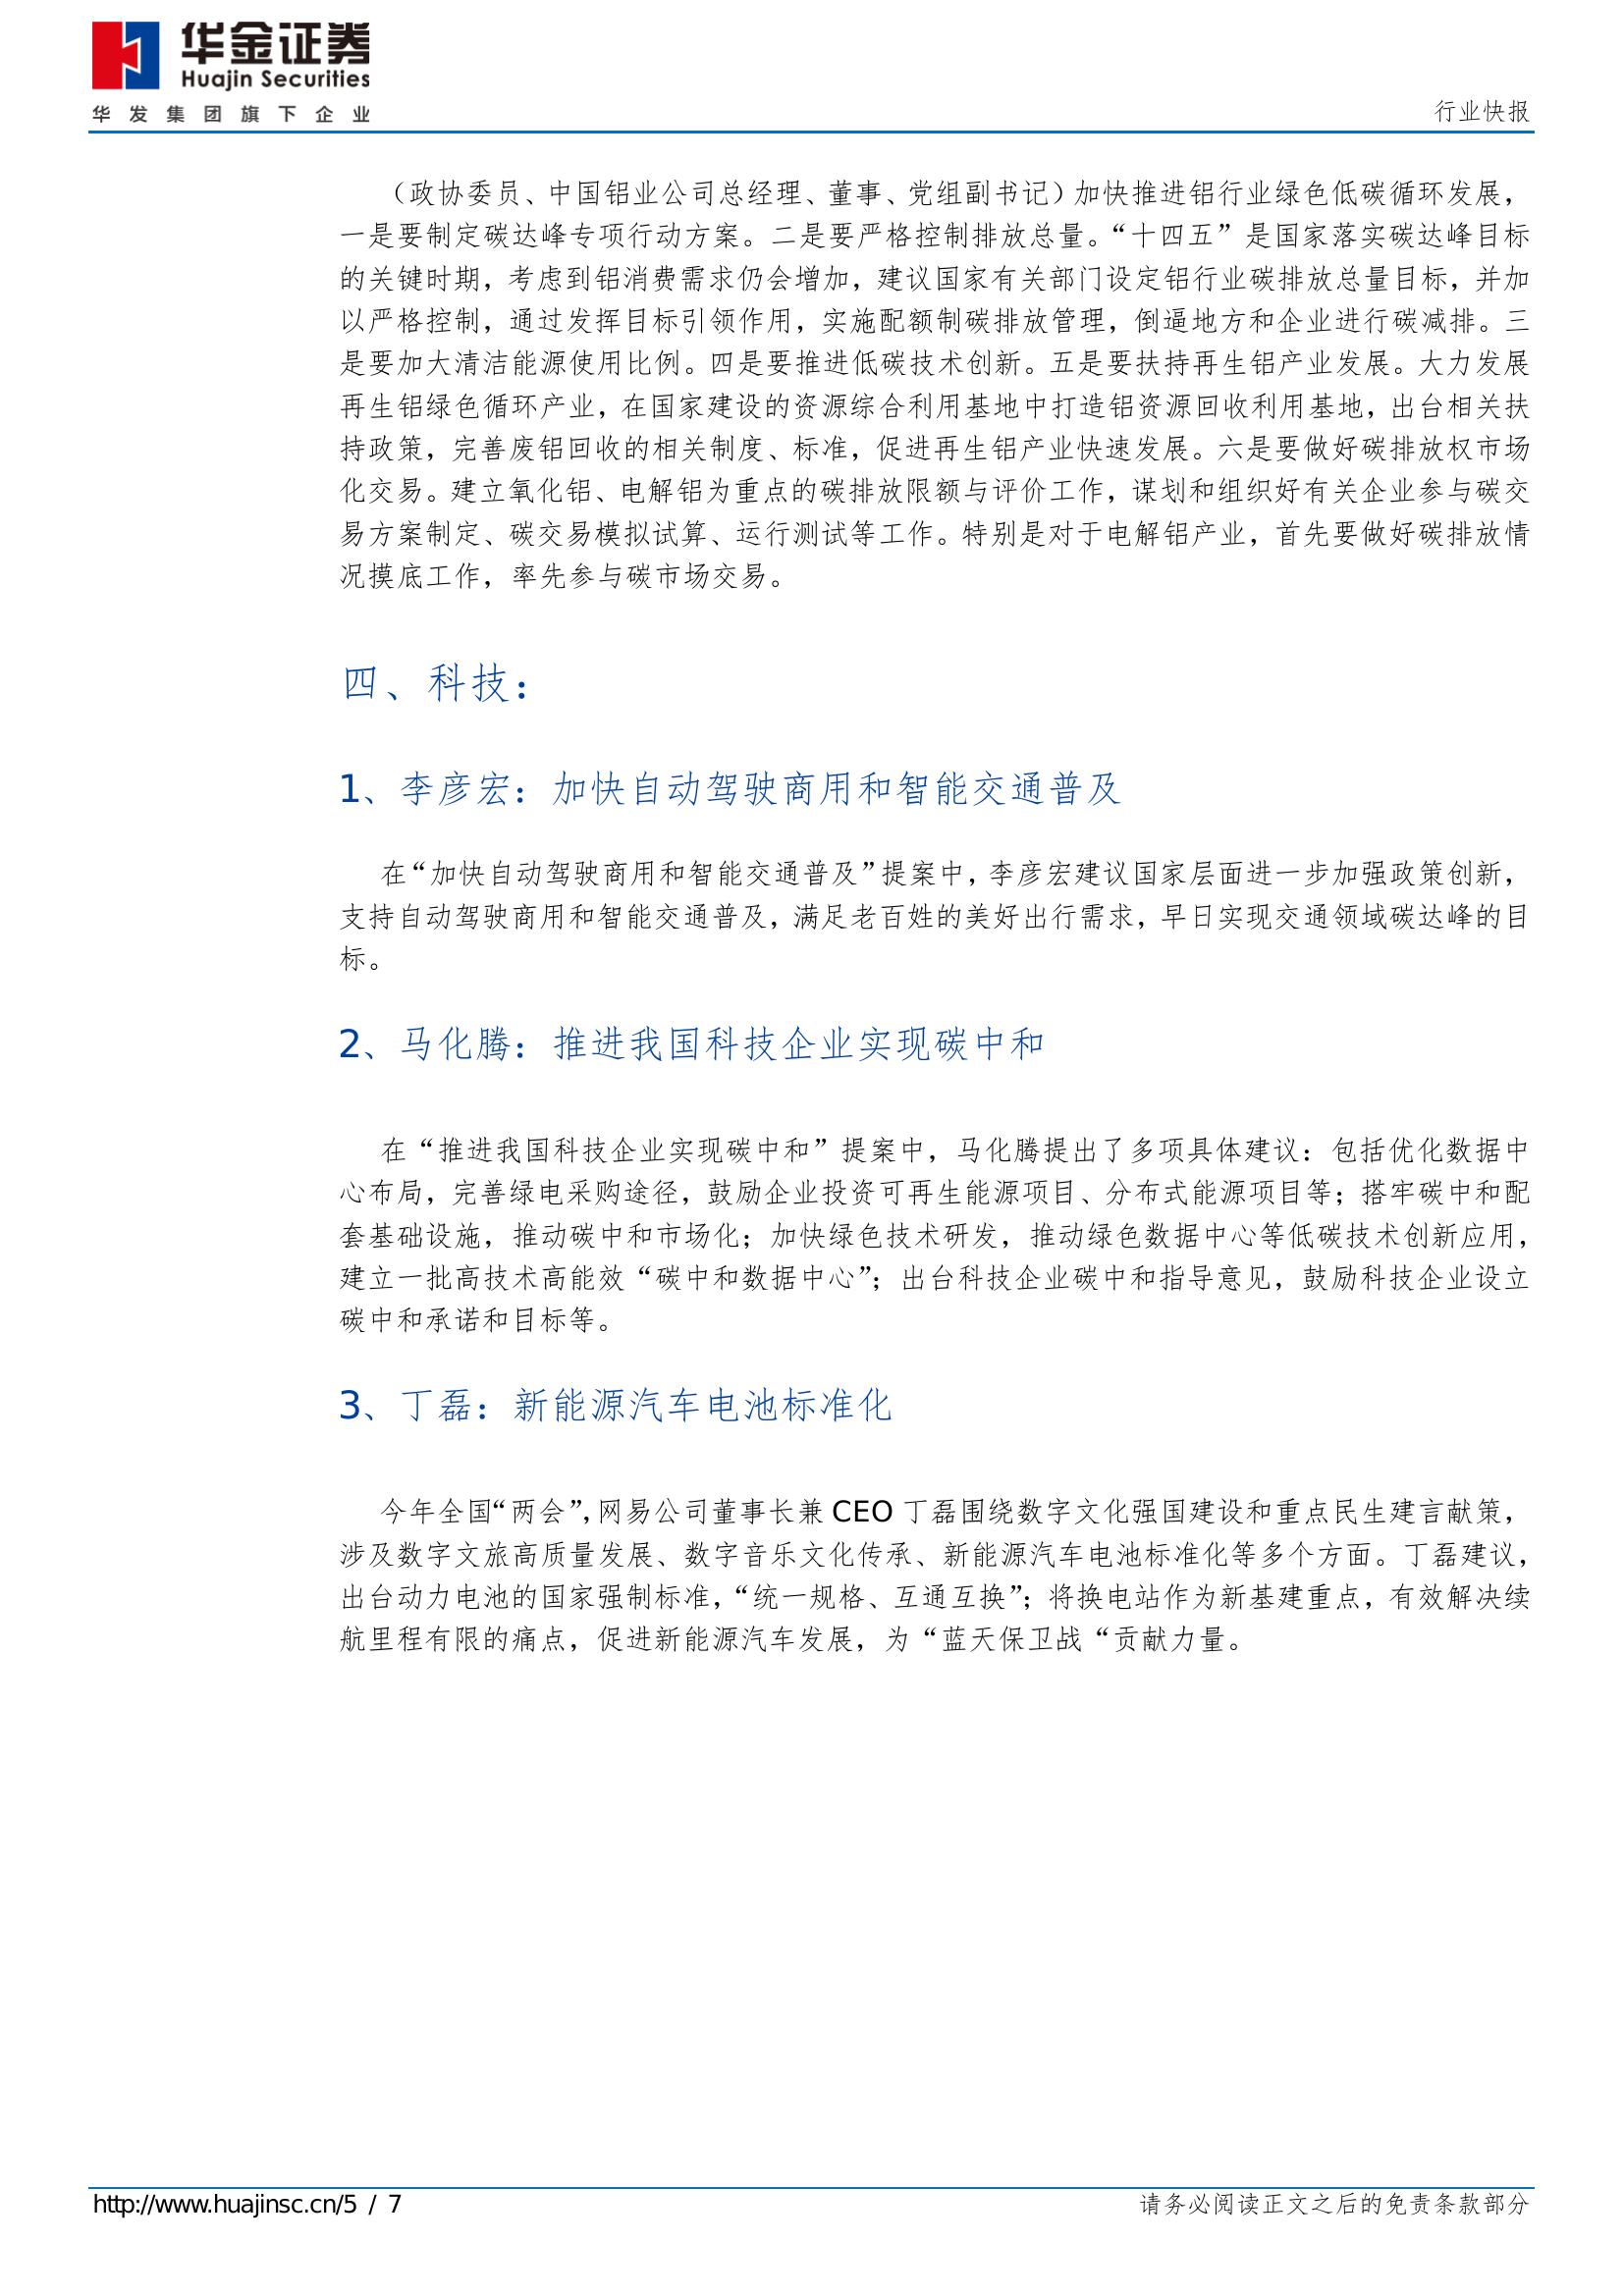 华金证券
Huajin Securities
华发集团旗下企业
行业快报
（政协委员、中国铝业公司总经理、董事、党组副书记）加快推进铝行业绿色低碳循环发展，
一是要制定碳达峰专项行动方案。二是要严格控制排放总量。“十四五”是国家落实碳达峰目标
的关键时期，考虑到铝消费需求仍会增加，建议国家有关部门设定铝行业碳排放总量目标，并加
以严格控制，通过发挥目标引领作用，实施配额制碳排放管理，倒逼地方和企业进行碳减排。三
是要加大清洁能源使用比例。四是要推进低碳技术创新。五是要扶持再生铝产业发展。大力发展
再生铝绿色循环产业，在国家建设的资源综合利用基地中打造铝资源回收利用基地，出台相关扶
持政策，完善废铝回收的相关制度、标准，促进再生铝产业快速发展。六是要做好碳排放权市场
化交易。建立氧化铝、电解铝为重点的碳排放限额与评价工作，谋划和组织好有关企业参与碳交
易方案制定、碳交易模拟试算、运行测试等工作。特别是对于电解铝产业，首先要做好碳排放情
况摸底工作，率先参与碳市场交易。
四、科技：
1、李彦宏：加快自动驾驶商用和智能交通普及
在“加快自动驾驶商用和智能交通普及”提案中，李彦宏建议国家层面进一步加强政策创新，
支持自动驾驶商用和智能交通普及，满足老百姓的美好出行需求，早日实现交通领域碳达峰的目
标。
2、马化腾：推进我国科技企业实现碳中和
在“推进我国科技企业实现碳中和”提案中，马化腾提出了多项具体建议：包括优化数据中
心布局，完善绿电采购途径，鼓励企业投资可再生能源项目、分布式能源项目等；搭牢碳中和配
套基础设施，推动碳中和市场化；加快绿色技术研发，推动绿色数据中心等低碳技术创新应用，
建立一批高技术高能效“碳中和数据中心”；出台科技企业碳中和指导意见，鼓励科技企业设立
碳中和承诺和目标等。
3、丁磊：新能源汽车电池标准化
今年全国“两会”，网易公司董事长兼 CEO 丁磊围绕数字文化强国建设和重点民生建言献策，
涉及数字文旅高质量发展、数字音乐文化传承、新能源汽车电池标准化等多个方面。丁磊建议，
出台动力电池的国家强制标准，“统一规格、互通互换”；将换电站作为新基建重点，有效解决续
航里程有限的痛点，促进新能源汽车发展，为“蓝天保卫战“贡献力量。
http://www.huajinsc.cn/5 / 7
请务必阅读正文之后的免责条款部分